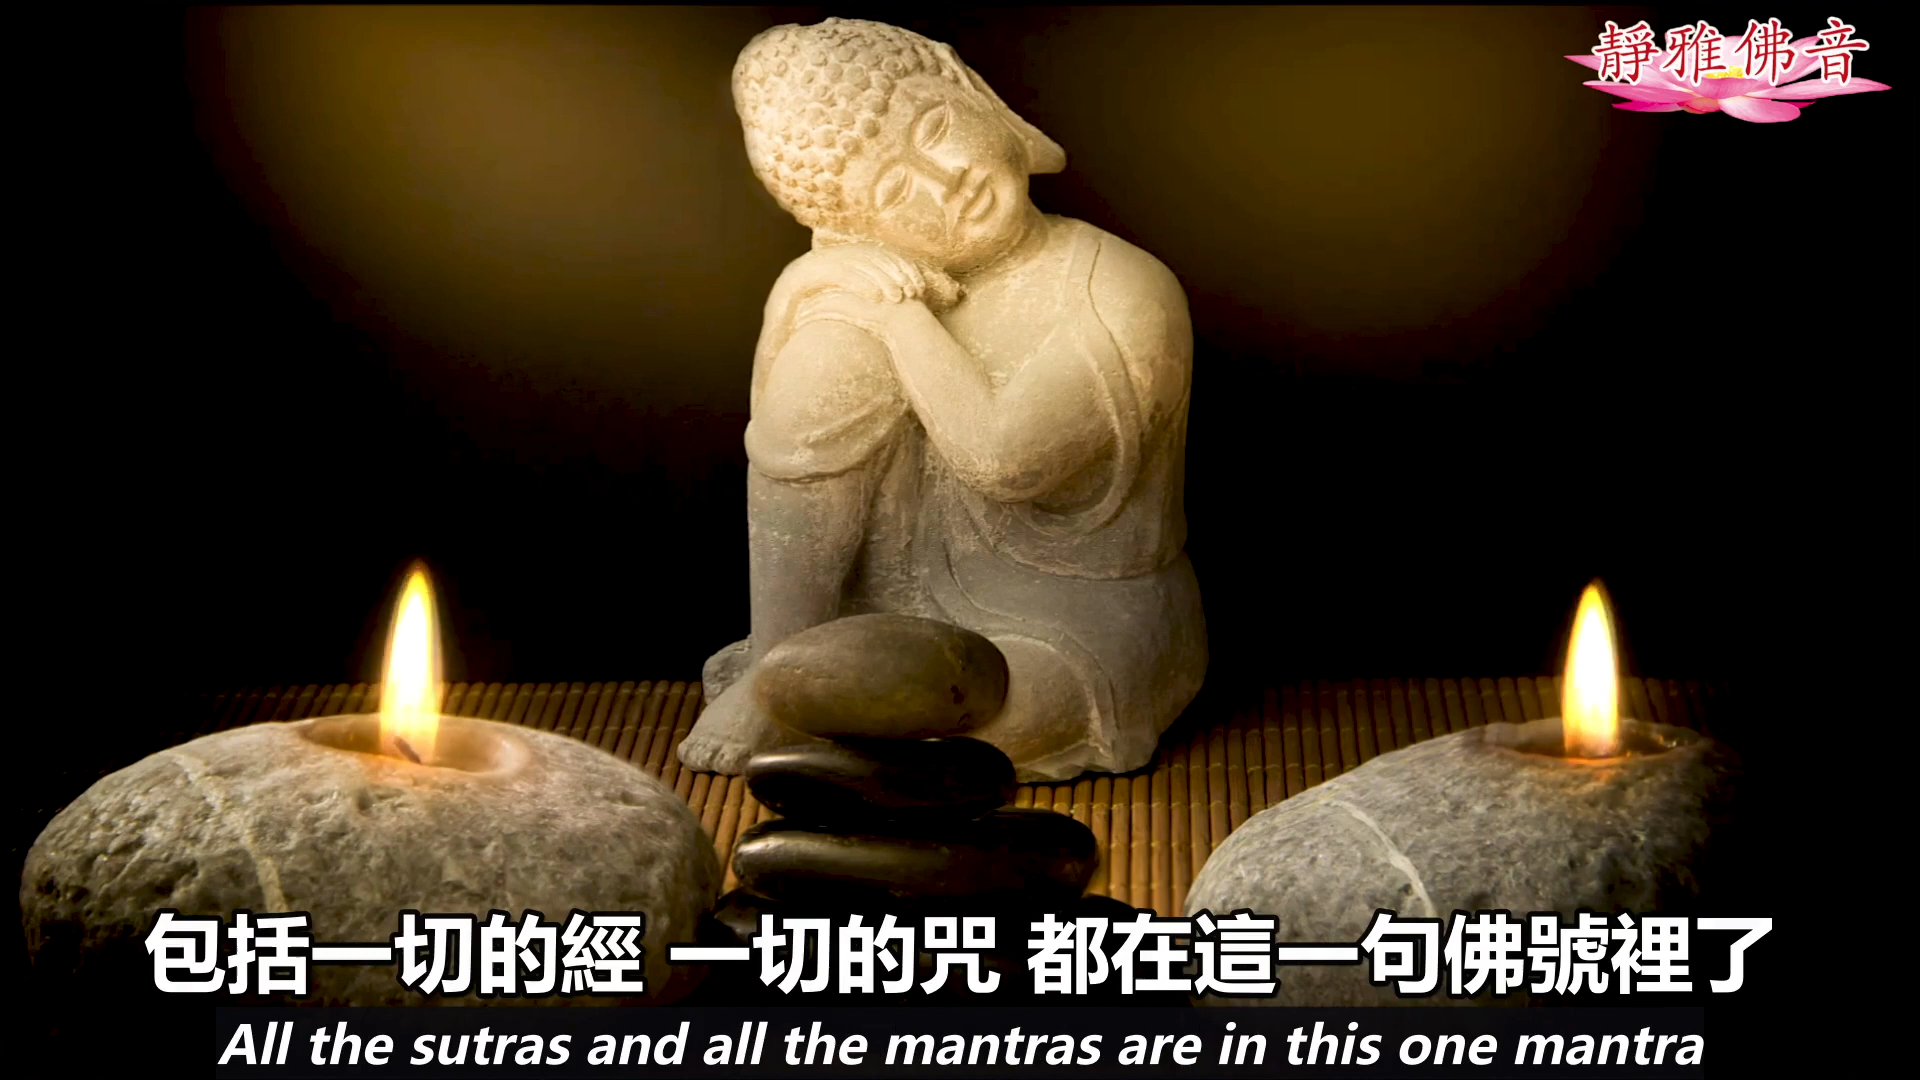 靜雅佛音
包括一切的經 一切的咒 都在這一句佛號裡了
All the sutras and all the mantras are in this one mantra